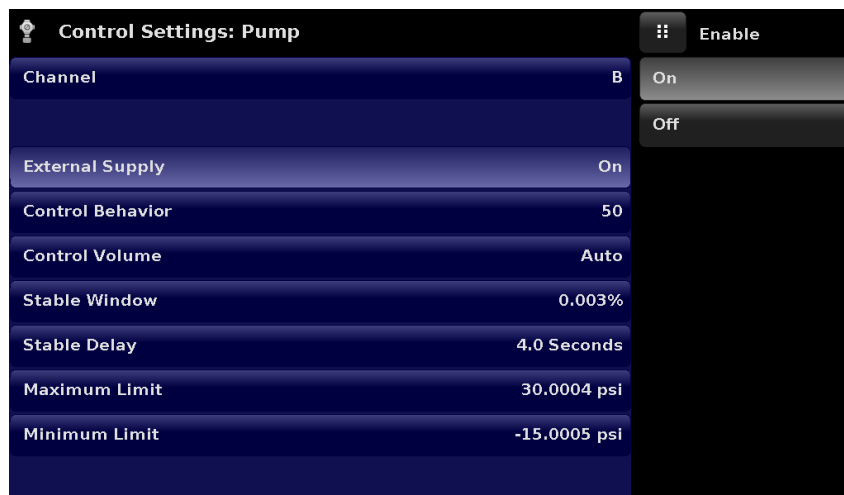 Control Settings: Pump
Enable
Channel B
On
Off
External Supply On
Control Behavior 50
Control Volume Auto
Stable Window 0.003%
Stable Delay 4.0 Seconds
Maximum Limit 30.0004 psi
Minimum Limit -15.0005 psi